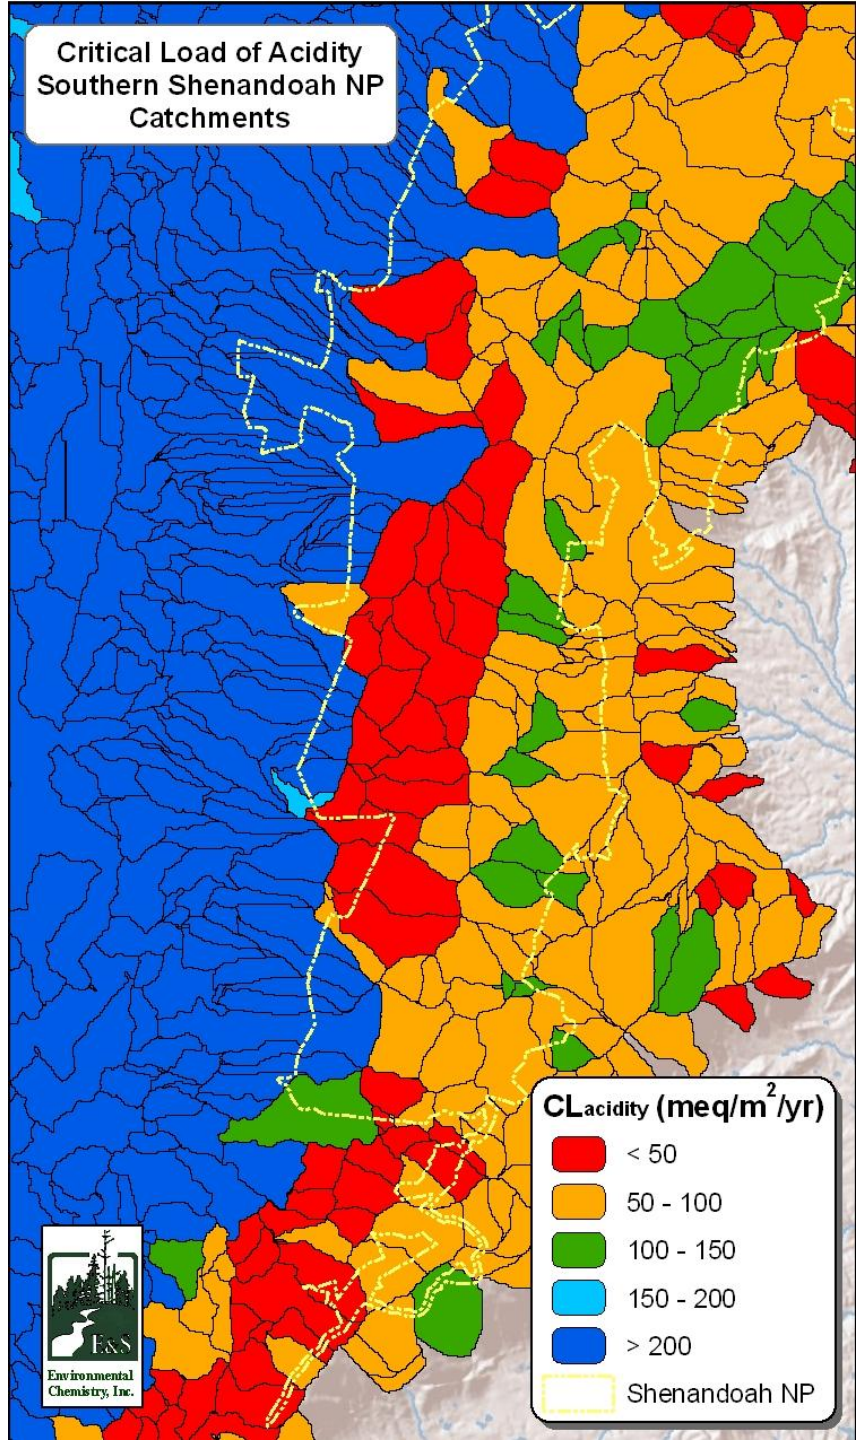 Critical Load of Acidity
Southern Shenandoah NP
Catchments
CLacidity (meq/m²/yr)
< 50
50 - 100
100 - 150
150 - 200
> 200
Shenandoah NP
E&S
Environmental
Chemistry, Inc.